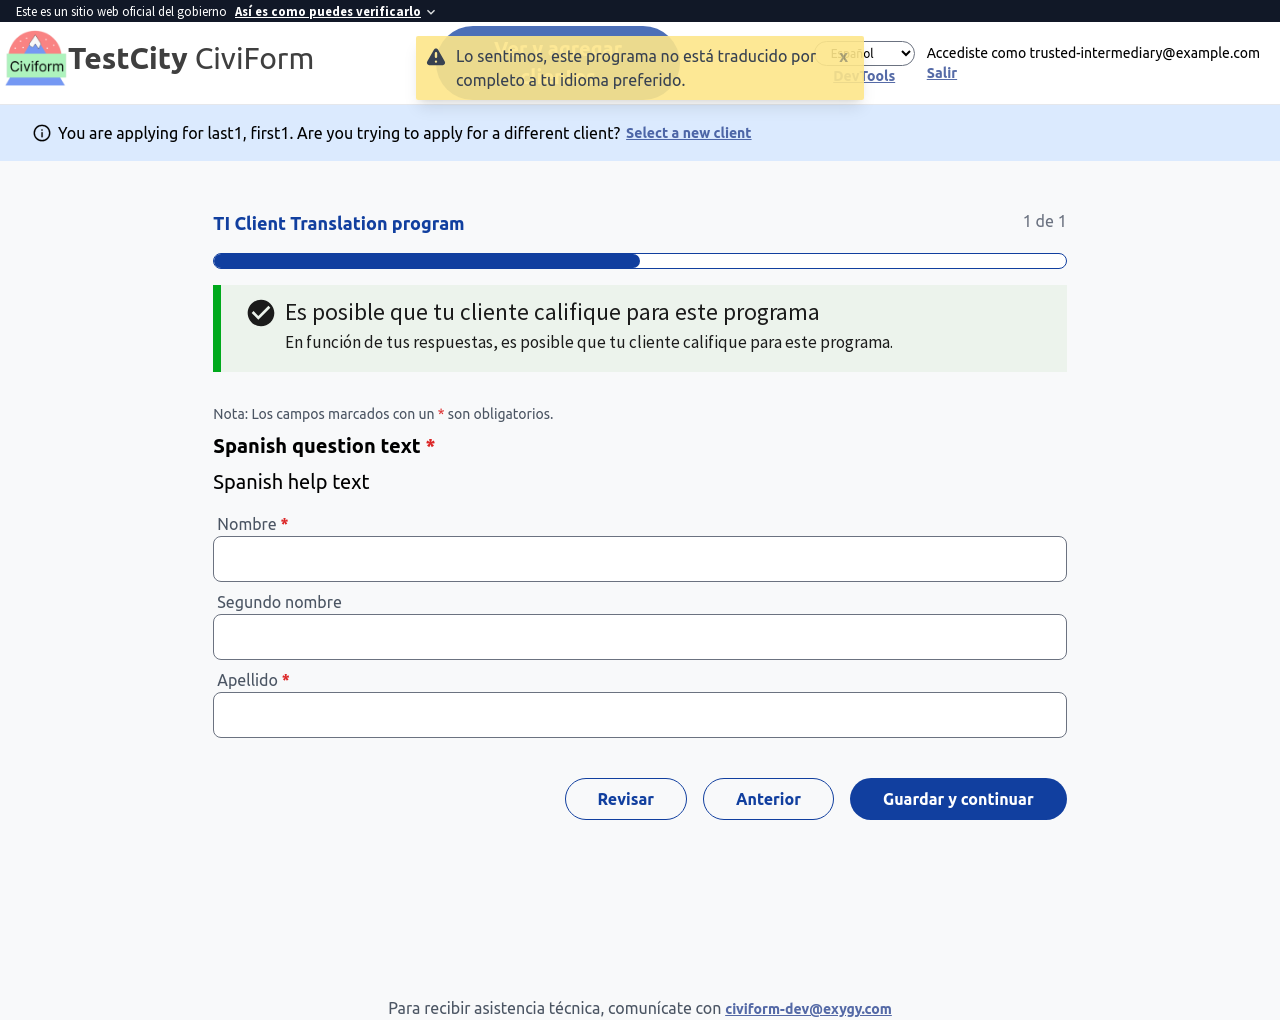 Este es un sitio web oficial del gobierno Así es como puedes verificarlo
Civiform
TestCity CiviForm
Lo sentimos, este programa no está traducido por
completo a tu idioma preferido.
x
Español
DevTools
Accediste como trusted-intermediary@example.com
Salir
You are applying for last1, first1. Are you trying to apply for a different client? Select a new client
TI Client Translation program
1 de 1
Es posible que tu cliente califique para este programa
En función de tus respuestas, es posible que tu cliente califique para este programa.
Nota: Los campos marcados con un * son obligatorios.
Spanish question text *
Spanish help text
Nombre *
Segundo nombre
Apellido *
Revisar
Anterior
Guardar y continuar
Para recibir asistencia técnica, comunícate con civiform-dev@exygy.com